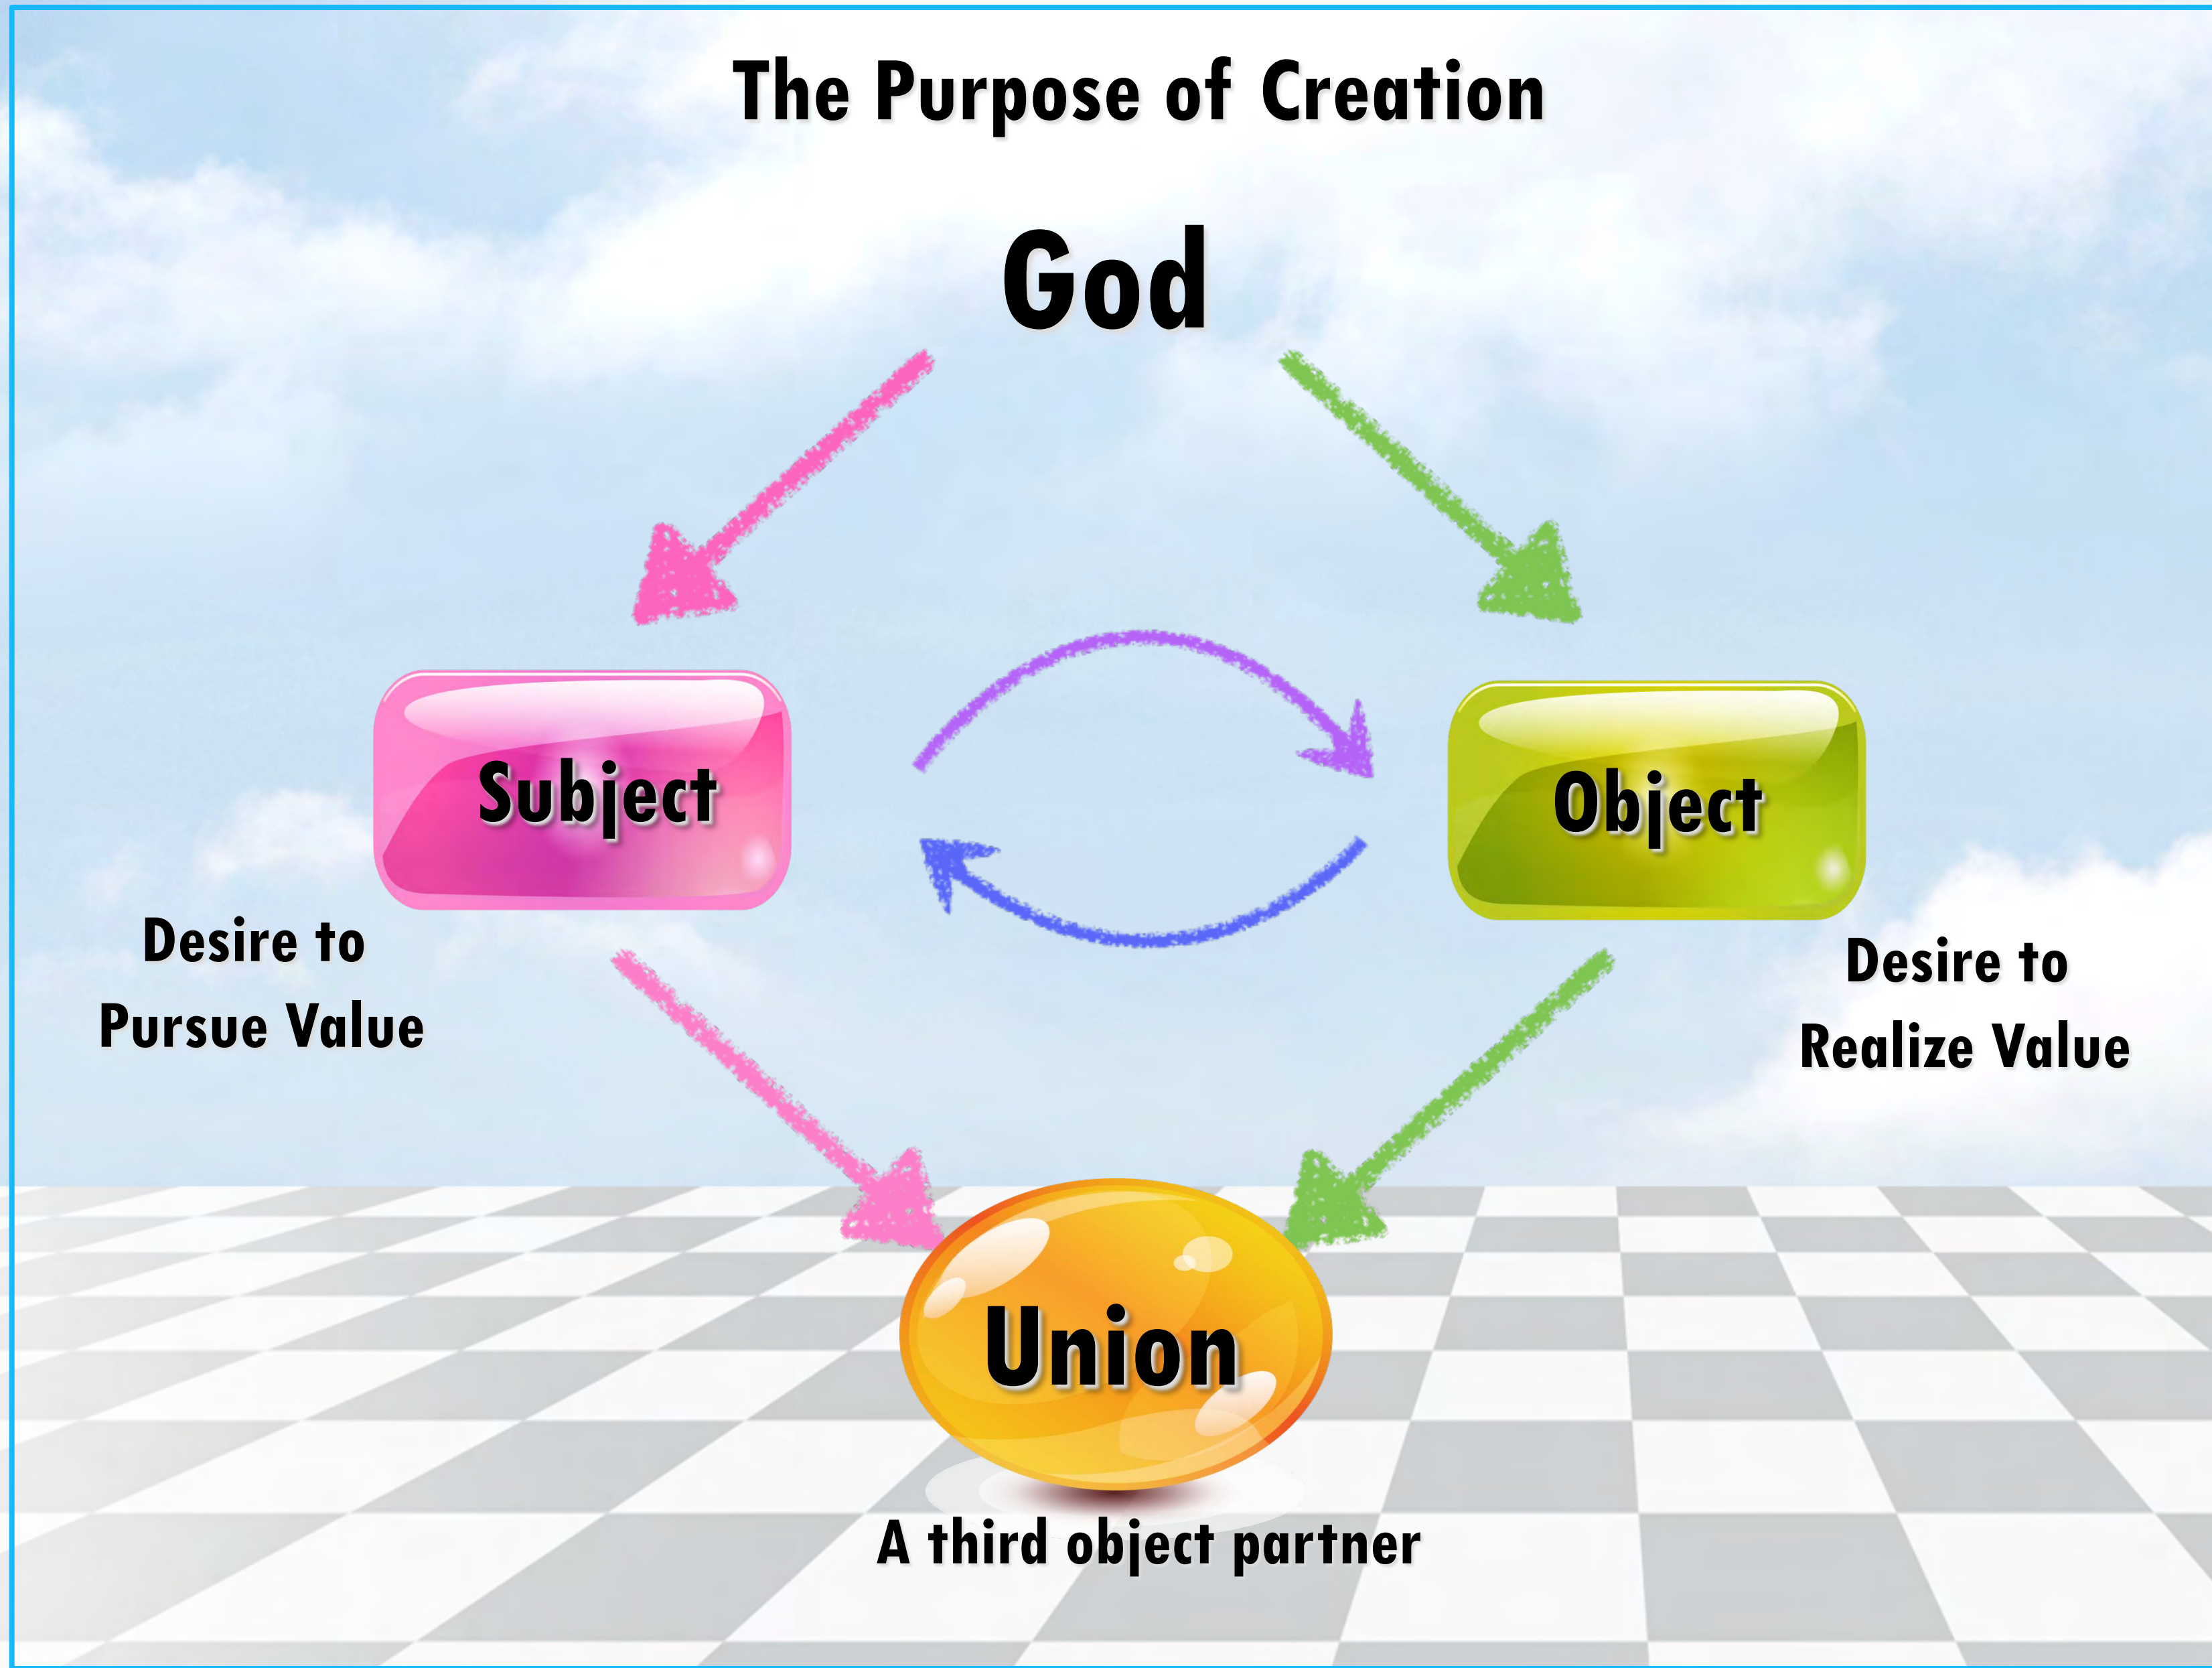 The Purpose of Creation
God
Subject
Object
Desire to
Pursue Value
Desire to
Realize Value
Union
A third object partner